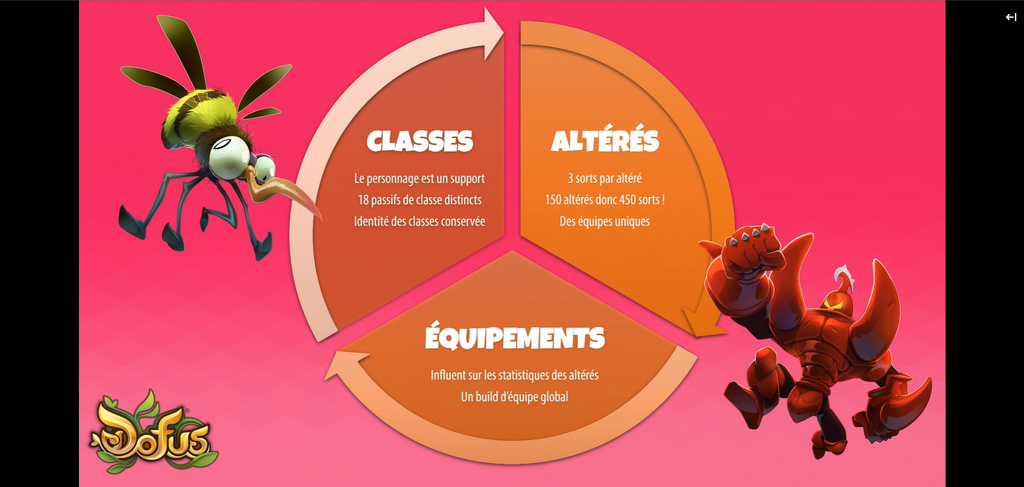 CLASSES
Le personnage est un support
18 passifs de classe distincts
Identité des classes conservée
ALTÉRÉS
3 sorts par altéré
150 altérés donc 450 sorts !
Des équipes uniques
ÉQUIPEMENTS
Influent sur les statistiques des altérés
Un build d'équipe global
DOFUS